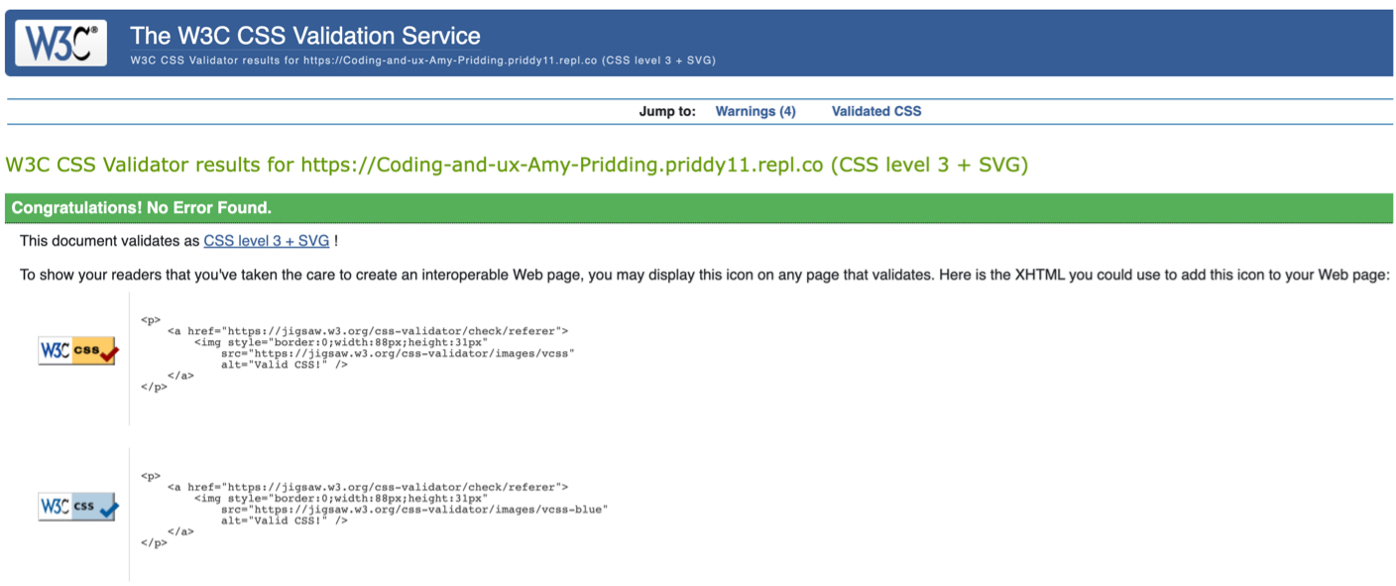 W3C® The W3C CSS Validation Service
W3C CSS Validator results for https://Coding-and-ux-Amy-Pridding.priddy11.repl.co (CSS level 3 + SVG)
Jump to: Warnings (4) Validated CSS
W3C CSS Validator results for https://Coding-and-ux-Amy-Pridding.priddy11.repl.co (CSS level 3 + SVG)
Congratulations! No Error Found.
This document validates as CSS level 3 + SVG !
To show your readers that you've taken the care to create an interoperable Web page, you may display this icon on any page that validates. Here is the XHTML you could use to add this icon to your Web page:
<p>
<a href="https://jigsaw.w3.org/css-validator/check/referer">
<img style="border:0;width:88px;height:31px"
W3C css
src="https://jigsaw.w3.org/css-validator/images/vcss"
alt="Valid CSS!" />
</a>
</p>
<p>
<a href="https://jigsaw.w3.org/css-validator/check/referer">
<img style="border:0;width:88px;height:31px"
W3C css
src="https://jigsaw.w3.org/css-validator/images/vcss-blue"
alt="Valid CSS!" />
</a>
</p>